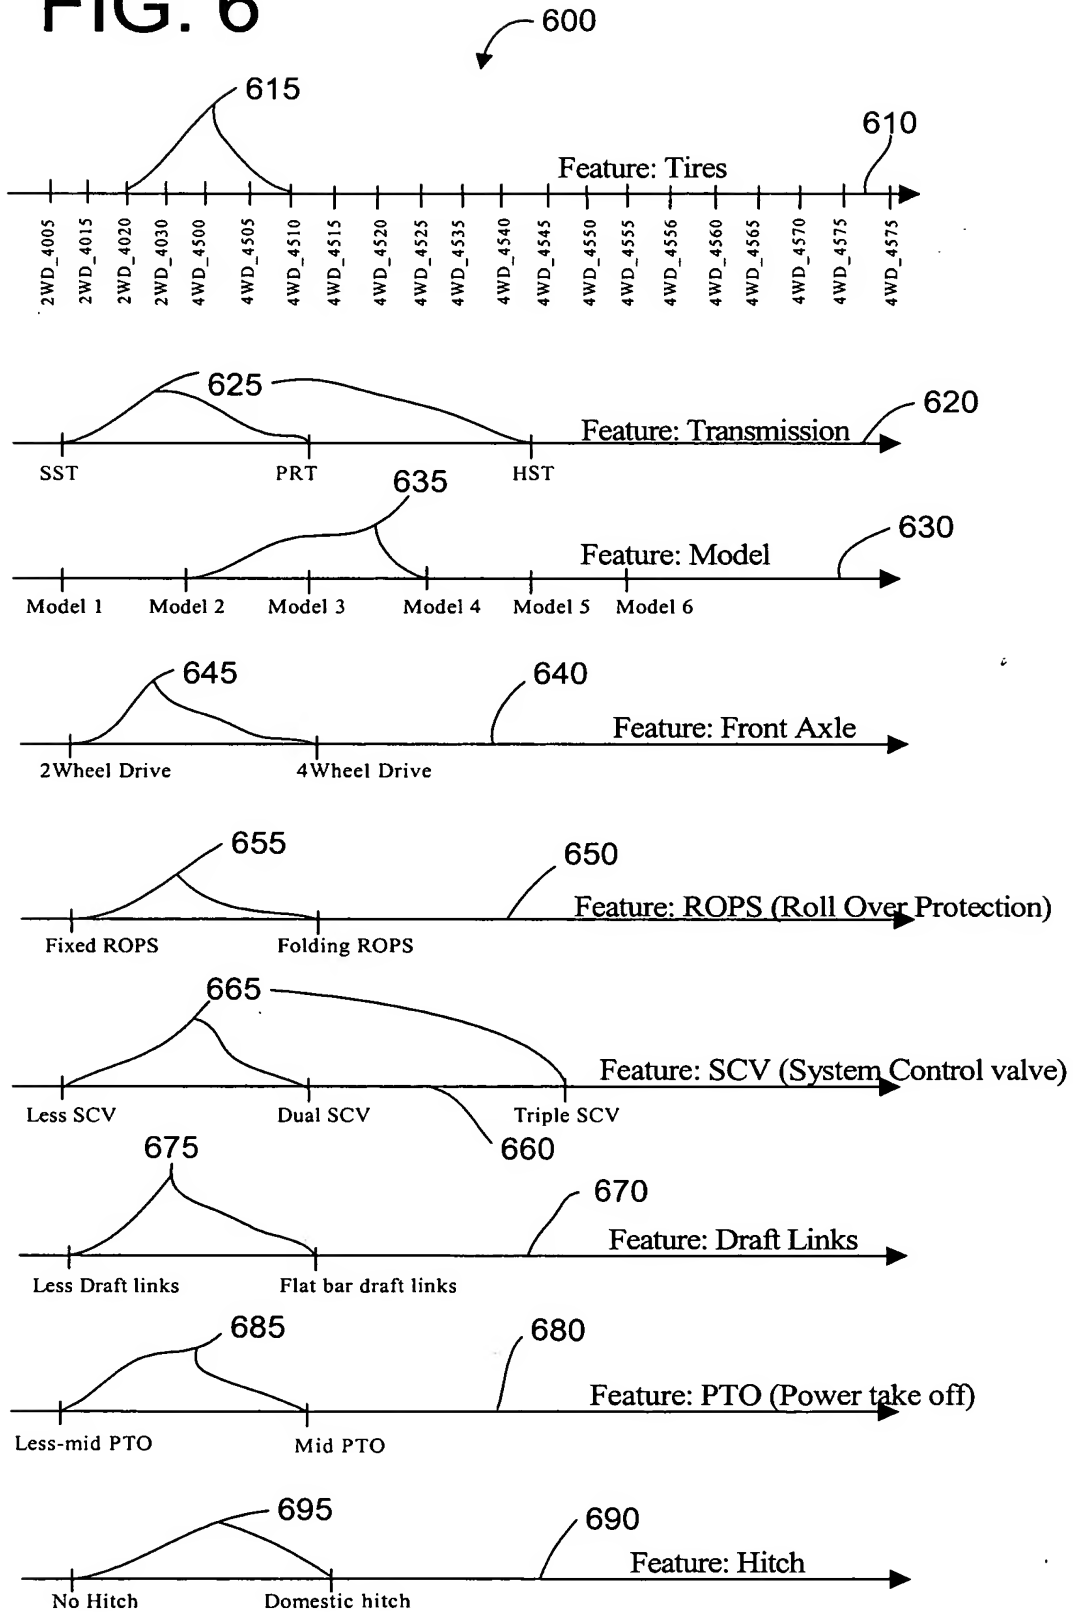 FIG. 6
600
615
610
Feature: Tires
2WD_4005 2WD_4015 2WD_4020 2WD_4030 4WD_4500 4WD_4505 4WD_4510 4WD_4515 4WD_4520 4WD_4525 4WD_4535 4WD_4540 4WD_4545 4WD_4550 4WD_4555 4WD_4556 4WD_4560 4WD_4565 4WD_4570 4WD_4575 4WD_4575
625
620
Feature: Transmission
SST PRT HST
635
630
Feature: Model
Model 1 Model 2 Model 3 Model 4 Model 5 Model 6
645 640
Feature: Front Axle
2Wheel Drive 4Wheel Drive
655
650
Feature: ROPS (Roll Over Protection)
Fixed ROPS Folding ROPS
665
Feature: SCV (System Control valve)
Less SCV Dual SCV Triple SCV
660
675
670
Feature: Draft Links
Less Draft links Flat bar draft links
685 680
Feature: PTO (Power take off)
Less-mid PTO Mid PTO
695
690
Feature: Hitch
No Hitch Domestic hitch